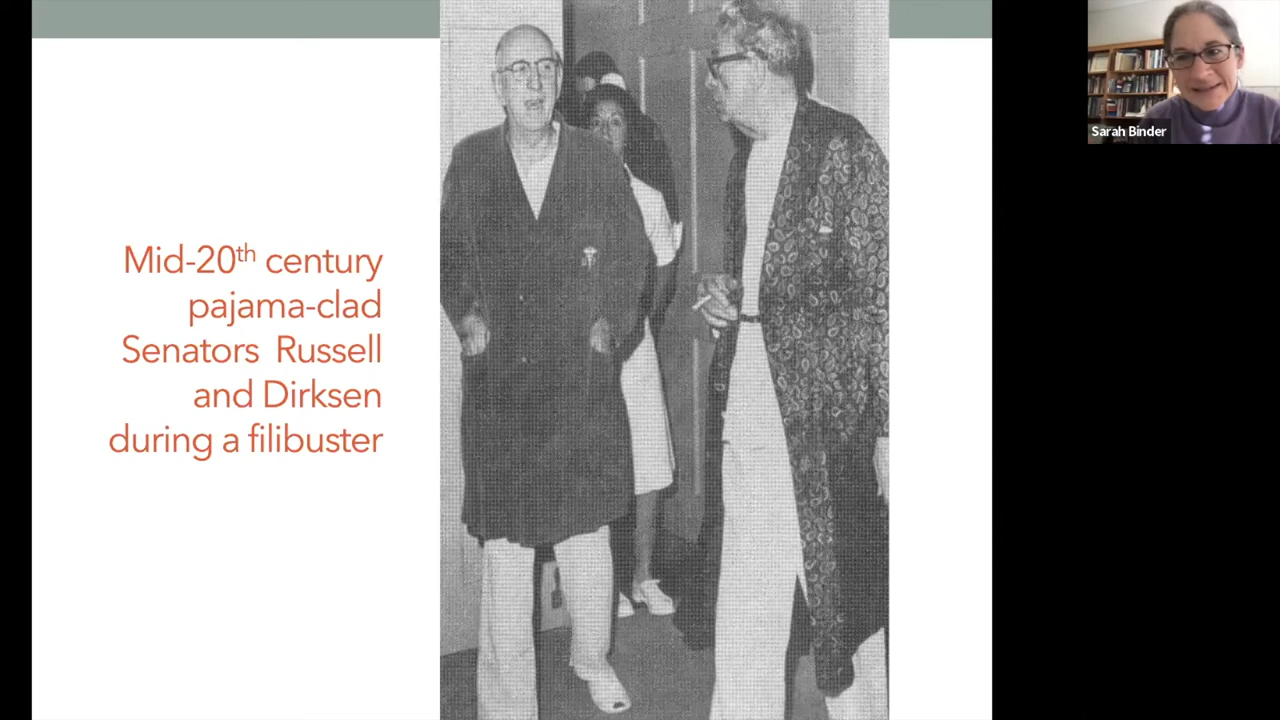 Mid-20th century
pajama-clad
Senators Russell
and Dirksen
during a filibuster
Sarah Binder